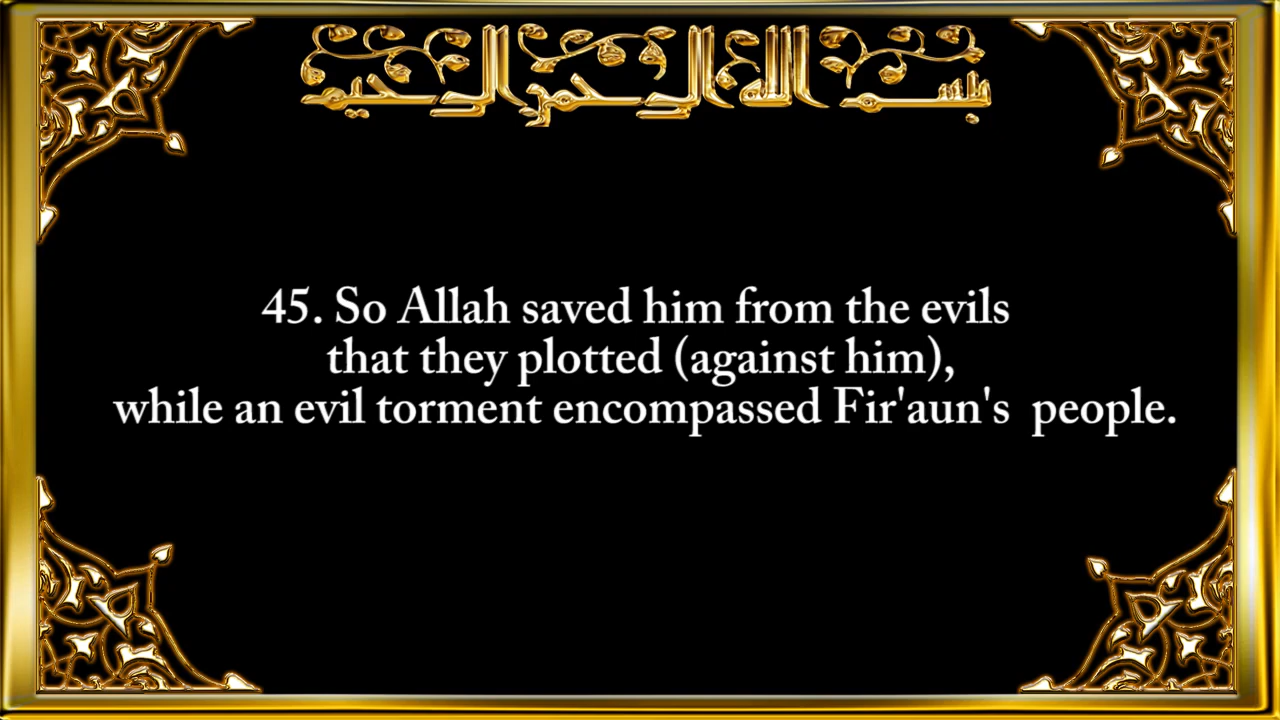 بسم الله الرحمن الرحيم
45. So Allah saved him from the evils
that they plotted (against him),
while an evil torment encompassed Fir'aun's  people.